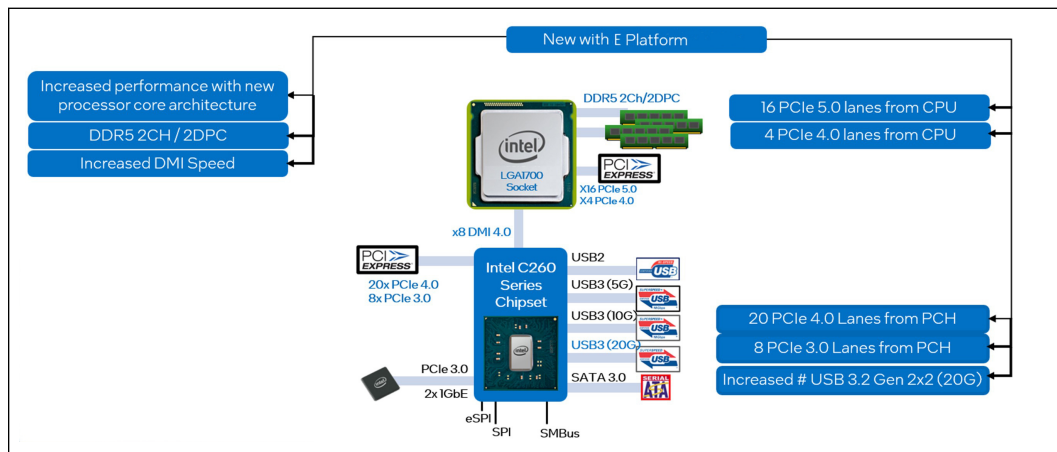 New with E Platform
Increased performance with new
processor core architecture
DDR5 2CH / 2DPC
Increased DMI Speed
DDR5 2Ch/2DPC
intel
LGA1700
Socket
PCI
EXPRESS
X16 PCIe 5.0
X4 PCIe 4.0
16 PCIe 5.0 lanes from CPU
4 PCIe 4.0 lanes from CPU
x8 DMI 4.0
PCI
EXPRESS
20x PCIe 4.0
8x PCIe 3.0
Intel C260
Series
Chipset
intel
USB2
USB
USB3 (5G)
USB
USB3 (10G)
USB
USB3 (20G)
USB
SATA 3.0
SERIAL
ATA
PCIe 3.0
2x 1GbE
intel
eSPI
SPI
SMBus
20 PCIe 4.0 Lanes from PCH
8 PCIe 3.0 Lanes from PCH
Increased # USB 3.2 Gen 2x2 (20G)